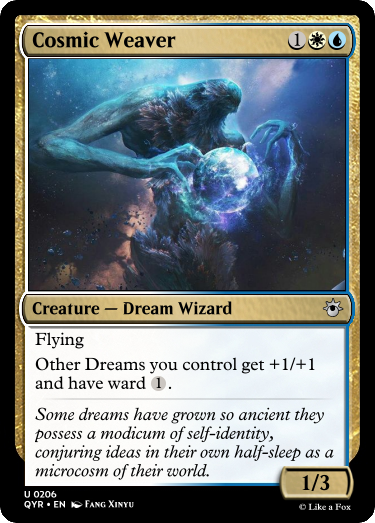 Cosmic Weaver 1
Creature — Dream Wizard
Flying
Other Dreams you control get +1/+1
and have ward 1.
Some dreams have grown so ancient they
possess a modicum of self-identity,
conjuring ideas in their own half-sleep as a
microcosm of their world.
1/3
U 0206
QYR • EN Fang Xinyu
© Like a Fox